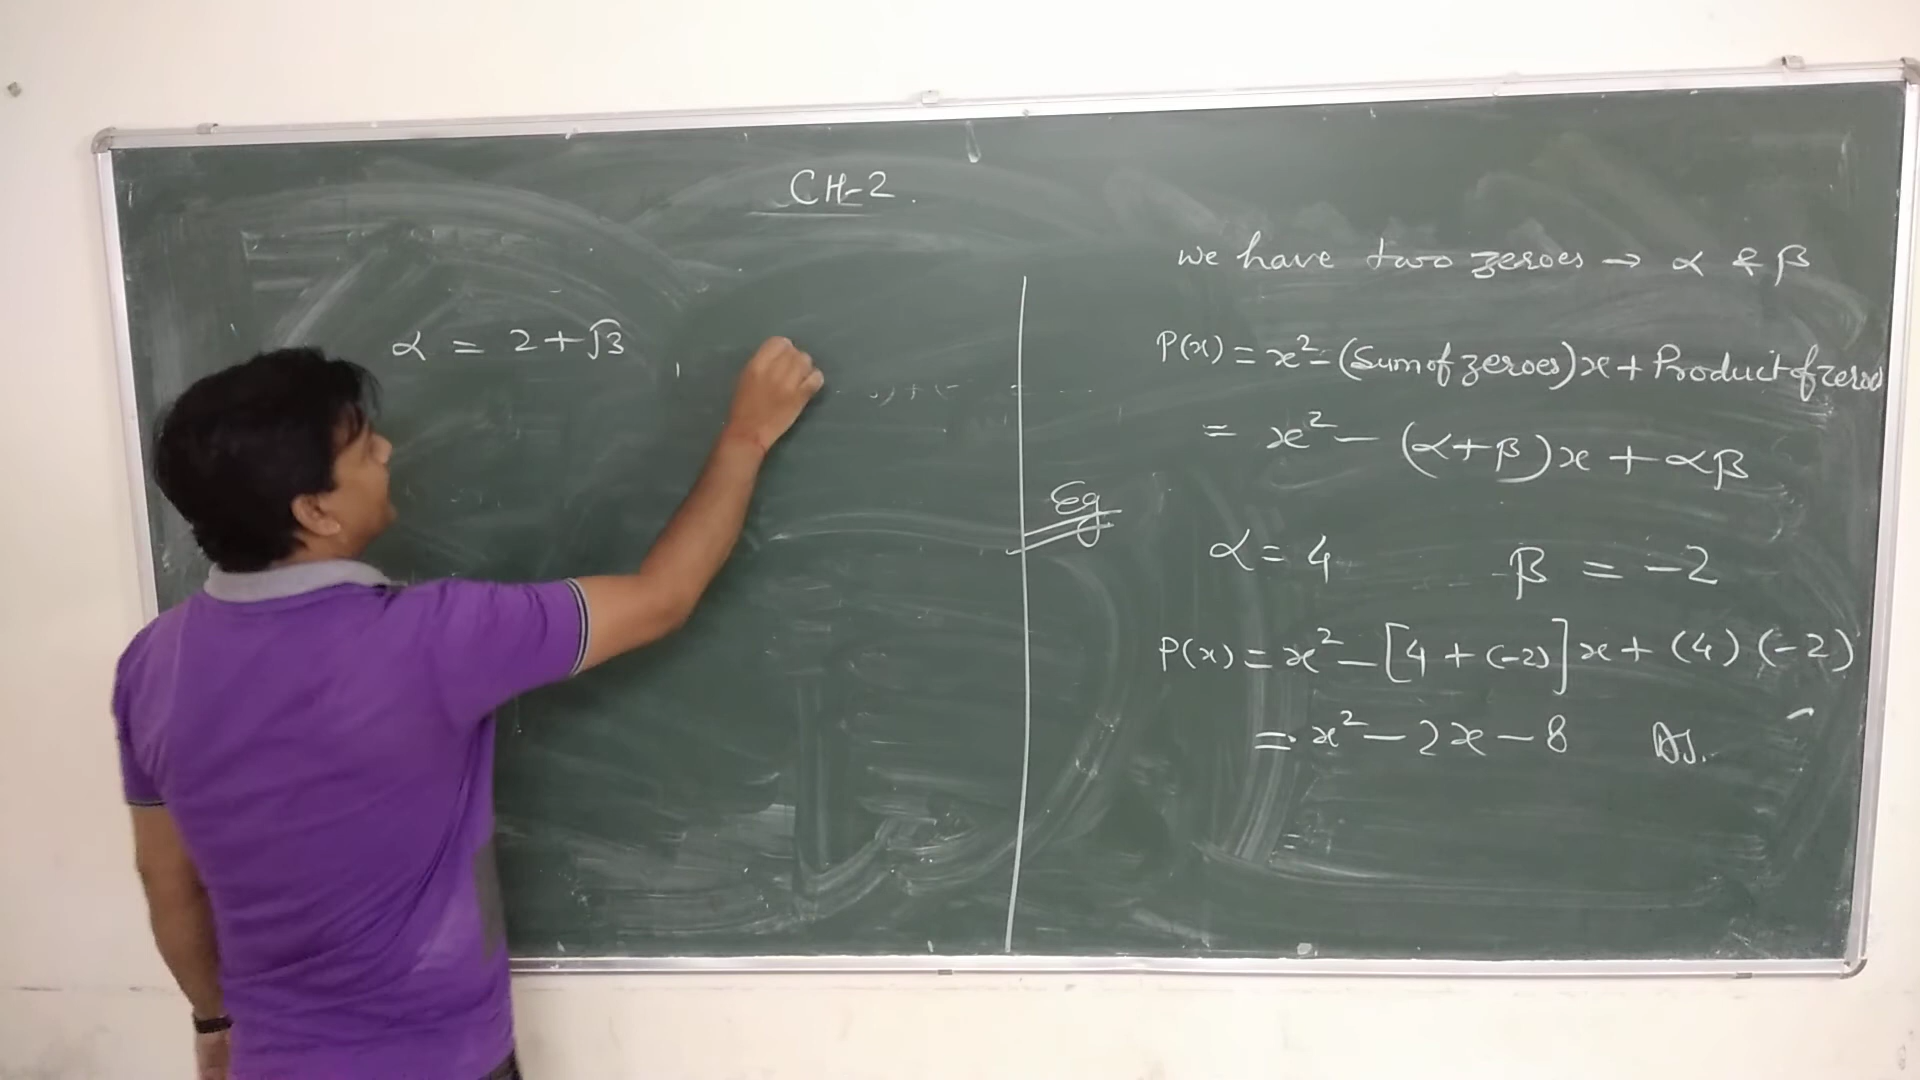 CH-2.
α = 2+√3 ,
we have two zeroes → α & β
P(x) = x² - (Sum of zeroes)x + Product of zeroes
= x² - (α+β)x + αβ
Eg
α = 4 β = -2
P(x) = x² - [4 + (-2)]x + (4)(-2)
= x² - 2x - 8